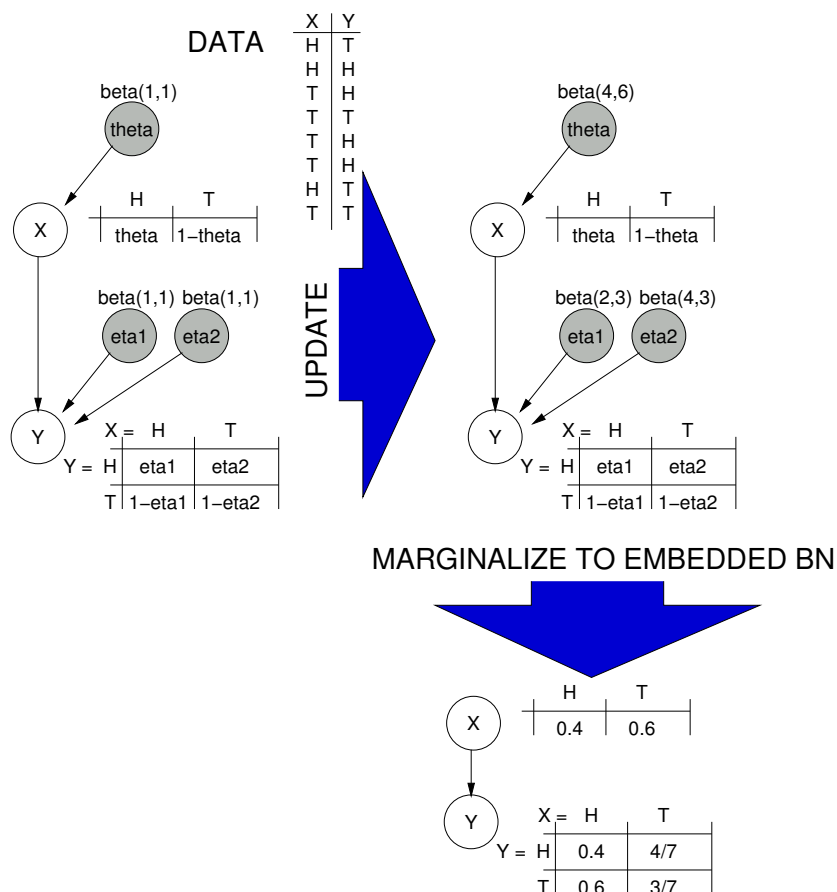 DATA
X Y
H T
H H
T H
T T
T H
T H
H T
T T
beta(1,1)
theta
X
H T
theta 1−theta
beta(1,1) beta(1,1)
eta1 eta2
Y
X = H T
Y = H eta1 eta2
T 1−eta1 1−eta2
UPDATE
beta(4,6)
theta
X
H T
theta 1−theta
beta(2,3) beta(4,3)
eta1 eta2
Y
X = H T
Y = H eta1 eta2
T 1−eta1 1−eta2
MARGINALIZE TO EMBEDDED BN
X
H T
0.4 0.6
Y
X = H T
Y = H 0.4 4/7
T 0.6 3/7